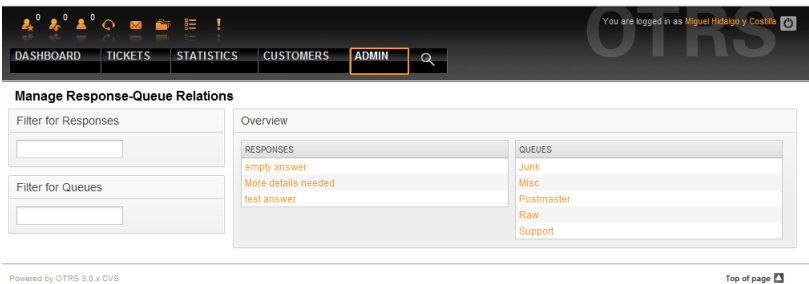 0 0 0
You are logged in as Miguel Hidalgo y Costilla
OTRS
DASHBOARD TICKETS STATISTICS CUSTOMERS ADMIN
Manage Response-Queue Relations
Filter for Responses
Filter for Queues
Overview
RESPONSES
empty answer
More details needed
test answer
QUEUES
Junk
Misc
Postmaster
Raw
Support
Powered by OTRS 3.0.x CVS
Top of page